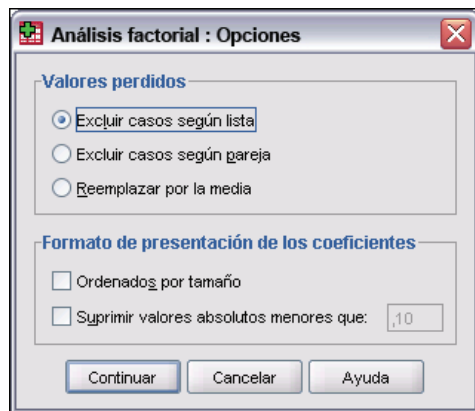 Análisis factorial : Opciones
Valores perdidos
Excluir casos según lista
Excluir casos según pareja
Reemplazar por la media
Formato de presentación de los coeficientes
Ordenados por tamaño
Suprimir valores absolutos menores que: ,10
Continuar Cancelar Ayuda